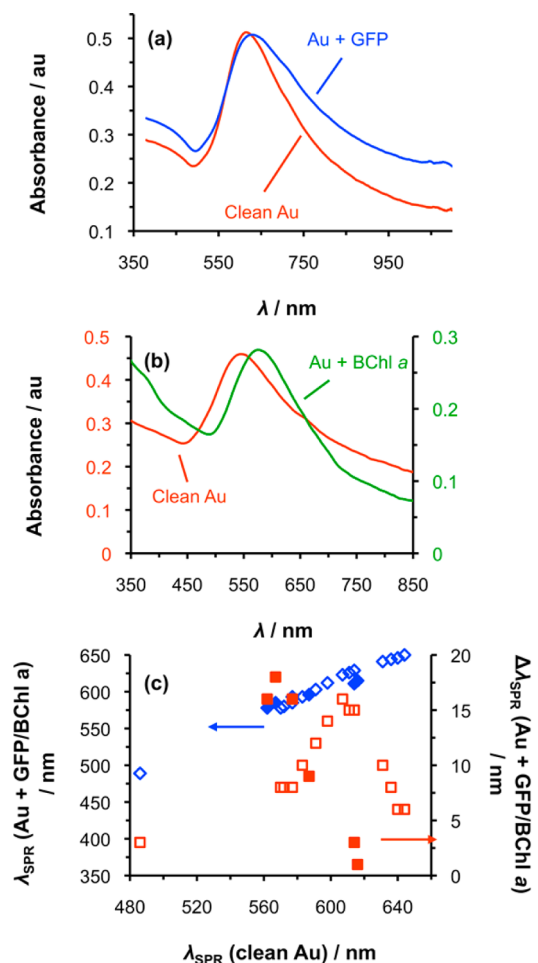 (a)
Au + GFP
Clean Au
Absorbance / au
0.5
0.4
0.3
0.2
0.1
350 550 750 950
λ / nm
(b)
Au + BChl a
Clean Au
Absorbance / au
0.5
0.4
0.3
0.2
0.1
0
0.3
0.2
0.1
0
350 450 550 650 750 850
λ / nm
(c)
λSPR (Au + GFP/BChl a)
/ nm
650
600
550
500
450
400
350
20
15
10
5
0
ΔλSPR (Au + GFP/BChl a)
/ nm
480 520 560 600 640
λSPR (clean Au) / nm